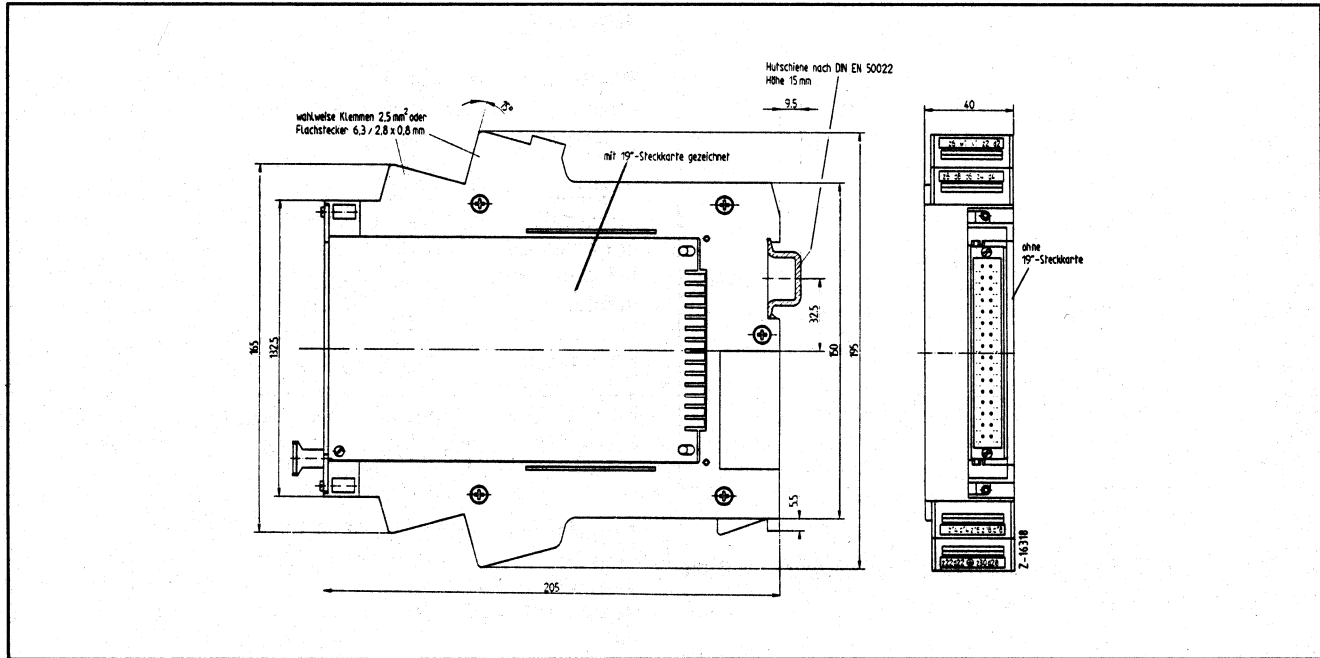 Hutschiene nach DIN EN 50022
Höhe 15 mm
9.5
40
wahlweise Klemmen 2,5 mm² oder
Flachstecker 6,3 / 2,8 x 0,8 mm
mit 19"-Steckkarte gezeichnet
ohne
19"-Steckkarte
165
132.5
32.5
150
195
5.5
205
Z-16318